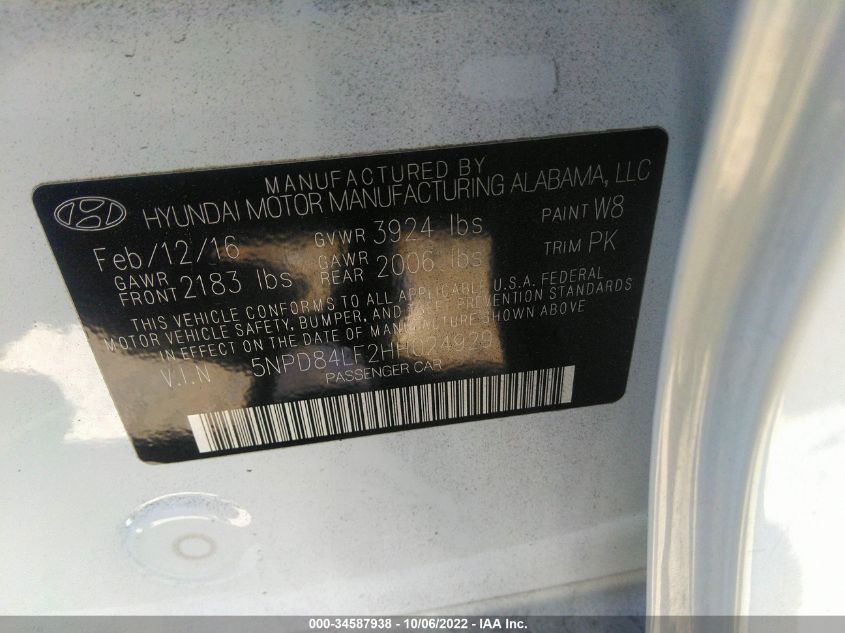 MANUFACTURED BY
HYUNDAI MOTOR MANUFACTURING ALABAMA, LLC
Feb/12/16 GVWR 3924 lbs PAINT W8
GAWR FRONT 2183 lbs GAWR REAR 2006 lbs TRIM PK
THIS VEHICLE CONFORMS TO ALL APPLICABLE U.S.A. FEDERAL
MOTOR VEHICLE SAFETY, BUMPER, AND THEFT PREVENTION STANDARDS
IN EFFECT ON THE DATE OF MANUFACTURE SHOWN ABOVE
V.I.N 5NPD84LF2HH024929
PASSENGER CAR
000-34587938 - 10/06/2022 - IAA Inc.